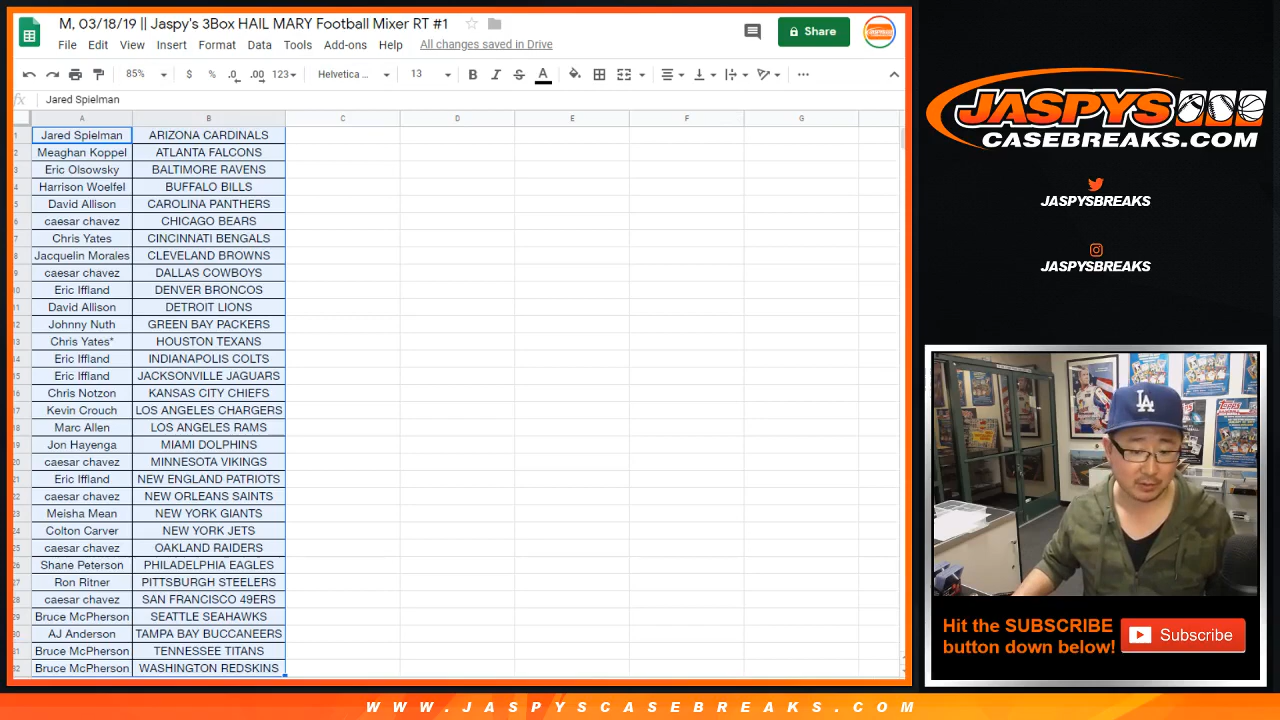 M, 03/18/19 || Jaspy's 3Box HAIL MARY Football Mixer RT #1
File Edit View Insert Format Data Tools Add-ons Help All changes saved in Drive
Share
85% $ % .0 .00 123 Helvetica ... 13 B I S A
fx Jared Spielman
A B C D E F G
1 Jared Spielman ARIZONA CARDINALS
2 Meaghan Koppel ATLANTA FALCONS
3 Eric Olsowsky BALTIMORE RAVENS
4 Harrison Woelfel BUFFALO BILLS
5 David Allison CAROLINA PANTHERS
6 caesar chavez CHICAGO BEARS
7 Chris Yates CINCINNATI BENGALS
8 Jacquelin Morales CLEVELAND BROWNS
9 caesar chavez DALLAS COWBOYS
10 Eric Iffland DENVER BRONCOS
11 David Allison DETROIT LIONS
12 Johnny Nuth GREEN BAY PACKERS
13 Chris Yates* HOUSTON TEXANS
14 Eric Iffland INDIANAPOLIS COLTS
15 Eric Iffland JACKSONVILLE JAGUARS
16 Chris Notzon KANSAS CITY CHIEFS
17 Kevin Crouch LOS ANGELES CHARGERS
18 Marc Allen LOS ANGELES RAMS
19 Jon Hayenga MIAMI DOLPHINS
20 caesar chavez MINNESOTA VIKINGS
21 Eric Iffland NEW ENGLAND PATRIOTS
22 caesar chavez NEW ORLEANS SAINTS
23 Meisha Mean NEW YORK GIANTS
24 Colton Carver NEW YORK JETS
25 caesar chavez OAKLAND RAIDERS
26 Shane Peterson PHILADELPHIA EAGLES
27 Ron Ritner PITTSBURGH STEELERS
28 caesar chavez SAN FRANCISCO 49ERS
29 Bruce McPherson SEATTLE SEAHAWKS
30 AJ Anderson TAMPA BAY BUCCANEERS
31 Bruce McPherson TENNESSEE TITANS
32 Bruce McPherson WASHINGTON REDSKINS
JASPYS
CASEBREAKS.COM
JASPYSBREAKS
JASPYSBREAKS
LA
Hit the SUBSCRIBE
button down below!
Subscribe
WWW.JASPYSCASEBREAKS.COM